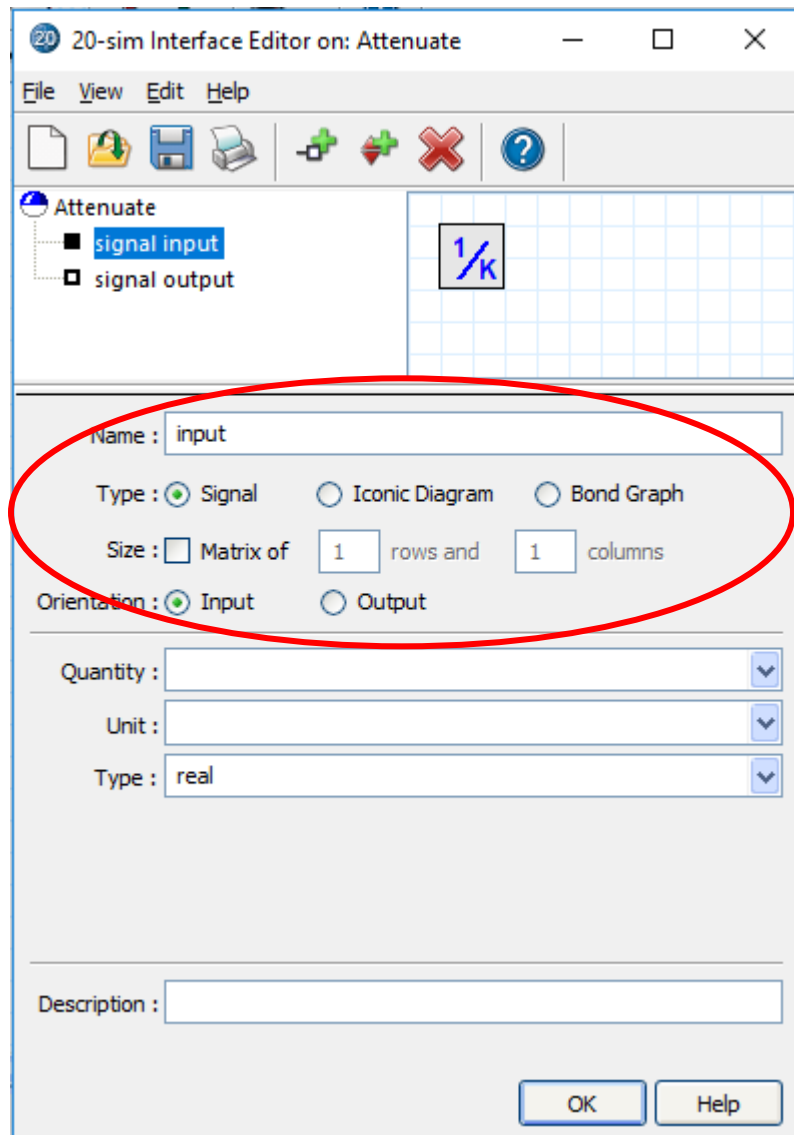 20 20-sim Interface Editor on: Attenuate
File View Edit Help
Attenuate
signal input
signal output
1/K
Name : input
Type : Signal Iconic Diagram Bond Graph
Size : Matrix of 1 rows and 1 columns
Orientation : Input Output
Quantity :
Unit :
Type : real
Description :
OK Help